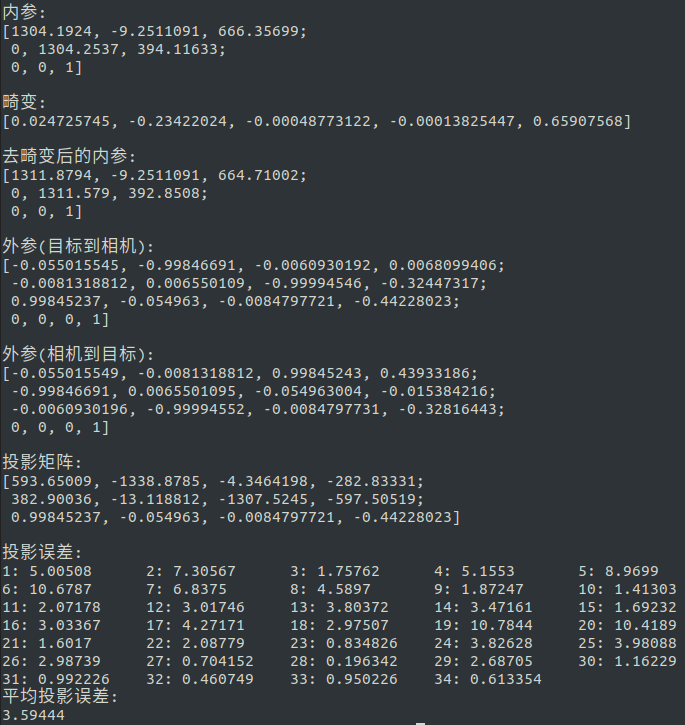 内参:
[1304.1924, -9.2511091, 666.35699;
 0, 1304.2537, 394.11633;
 0, 0, 1]
畸变:
[0.024725745, -0.23422024, -0.00048773122, -0.00013825447, 0.65907568]
去畸变后的内参:
[1311.8794, -9.2511091, 664.71002;
 0, 1311.579, 392.8508;
 0, 0, 1]
外参(目标到相机):
[-0.055015545, -0.99846691, -0.0060930192, 0.0068099406;
 -0.0081318812, 0.006550109, -0.99994546, -0.32447317;
 0.99845237, -0.054963, -0.0084797721, -0.44228023;
 0, 0, 0, 1]
外参(相机到目标):
[-0.055015549, -0.0081318812, 0.99845243, 0.43933186;
 -0.99846691, 0.0065501095, -0.054963004, -0.015384216;
 -0.0060930196, -0.99994552, -0.0084797731, -0.32816443;
 0, 0, 0, 1]
投影矩阵:
[593.65009, -1338.8785, -4.3464198, -282.83331;
 382.90036, -13.118812, -1307.5245, -597.50519;
 0.99845237, -0.054963, -0.0084797721, -0.44228023]
投影误差:
1: 5.00508 2: 7.30567 3: 1.75762 4: 5.1553 5: 8.9699
6: 10.6787 7: 6.8375 8: 4.5897 9: 1.87247 10: 1.41303
11: 2.07178 12: 3.01746 13: 3.80372 14: 3.47161 15: 1.69232
16: 3.03367 17: 4.27171 18: 2.97507 19: 10.7844 20: 10.4189
21: 1.6017 22: 2.08779 23: 0.834826 24: 3.82628 25: 3.98088
26: 2.98739 27: 0.704152 28: 0.196342 29: 2.68705 30: 1.16229
31: 0.992226 32: 0.460749 33: 0.950226 34: 0.613354
平均投影误差:
3.59444